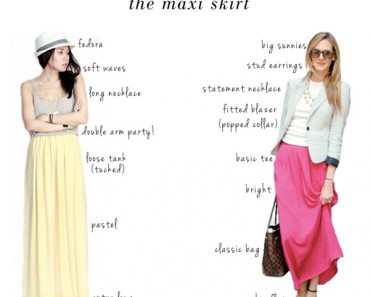 the maxi skirt
fedora
soft waves
long necklace
double arm party!
loose tank
(tucked)
pastel
big sunnies
stud earrings
statement necklace
fitted blazer
(popped collar)
basic tee
bright
classic bag